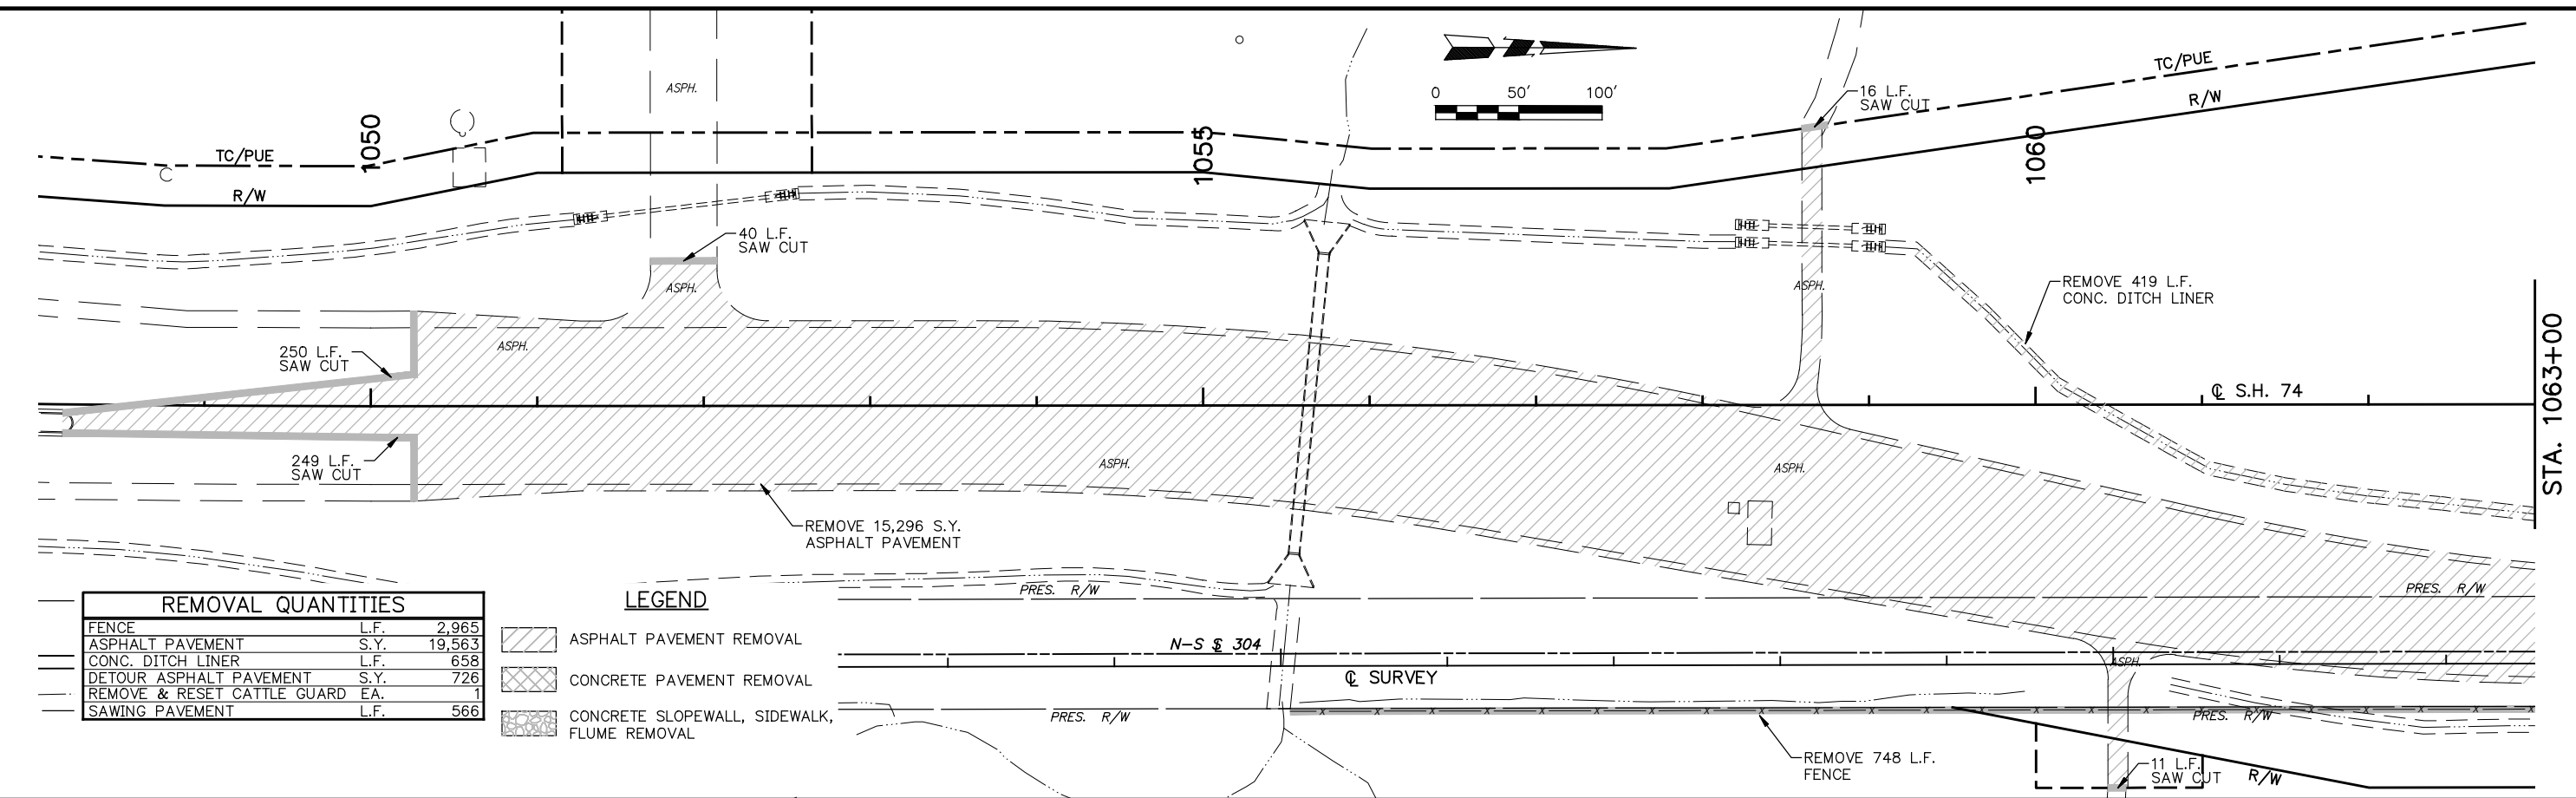 TC/PUE
R/W
1050
ASPH.
1055
0 50' 100'
16 L.F.
SAW CUT
TC/PUE
R/W
1060
40 L.F.
SAW CUT
ASPH.
ASPH.
REMOVE 419 L.F.
CONC. DITCH LINER
250 L.F.
SAW CUT
ASPH.
℄ S.H. 74
STA. 1063+00
249 L.F.
SAW CUT
ASPH.
ASPH.
REMOVE 15,296 S.Y.
ASPHALT PAVEMENT
PRES. R/W
PRES. R/W
REMOVAL QUANTITIES
FENCE L.F. 2,965
ASPHALT PAVEMENT S.Y. 19,563
CONC. DITCH LINER L.F. 658
DETOUR ASPHALT PAVEMENT S.Y. 726
REMOVE & RESET CATTLE GUARD EA. 1
SAWING PAVEMENT L.F. 566
LEGEND
ASPHALT PAVEMENT REMOVAL
CONCRETE PAVEMENT REMOVAL
CONCRETE SLOPEWALL, SIDEWALK,
FLUME REMOVAL
N-S 304
℄ SURVEY
ASPH.
PRES. R/W
PRES. R/W
REMOVE 748 L.F.
FENCE
11 L.F.
SAW CUT
R/W